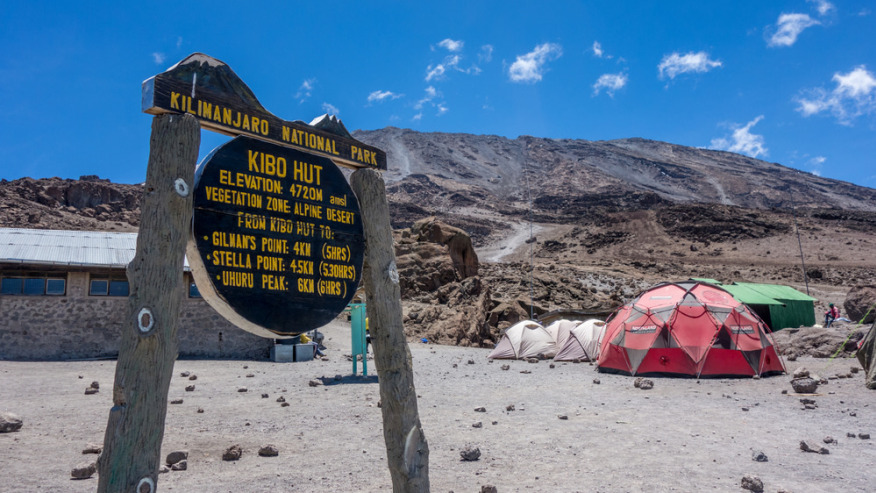 KILIMANJARO NATIONAL PARK
KIBO HUT
ELEVATION: 4720M amsl
VEGETATION ZONE: ALPINE DESERT
FROM KIBO HUT TO:
• GILMAN'S POINT: 4KM (5HRS)
• STELLA POINT: 4.5KM (5.30HRS)
• UHURU PEAK: 6KM (6HRS)